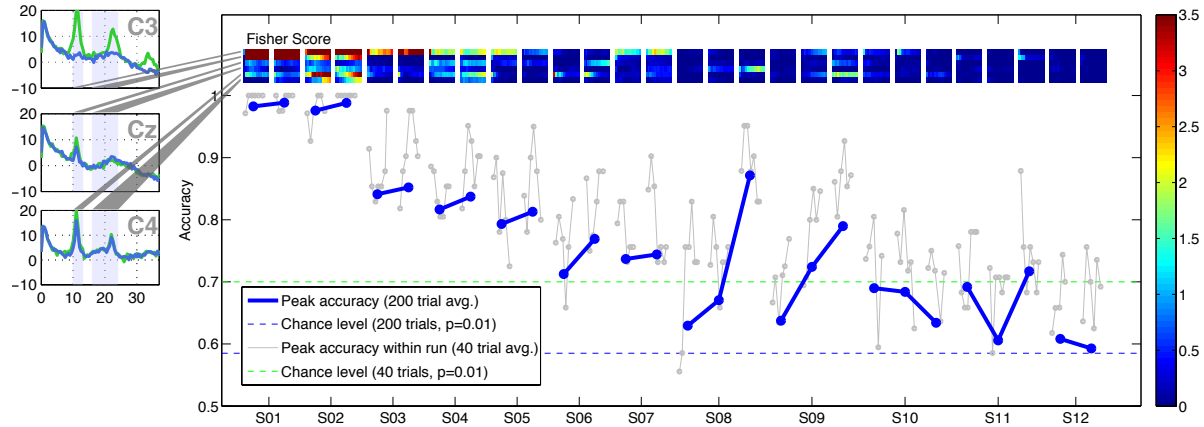 C3
20
10
0
−10
Cz
20
10
0
−10
C4
20
10
0
−10
0 10 20 30
Fisher Score
Accuracy
1
0.9
0.8
0.7
0.6
0.5
Peak accuracy (200 trial avg.)
Chance level (200 trials, p=0.01)
Peak accuracy within run (40 trial avg.)
Chance level (40 trials, p=0.01)
S01 S02 S03 S04 S05 S06 S07 S08 S09 S10 S11 S12
3.5
3
2.5
2
1.5
1
0.5
0